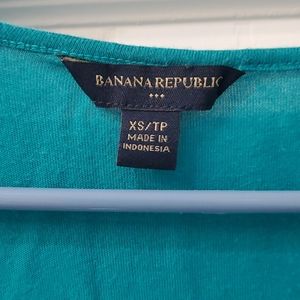 BANANA REPUBLIC
XS/TP
MADE IN
INDONESIA